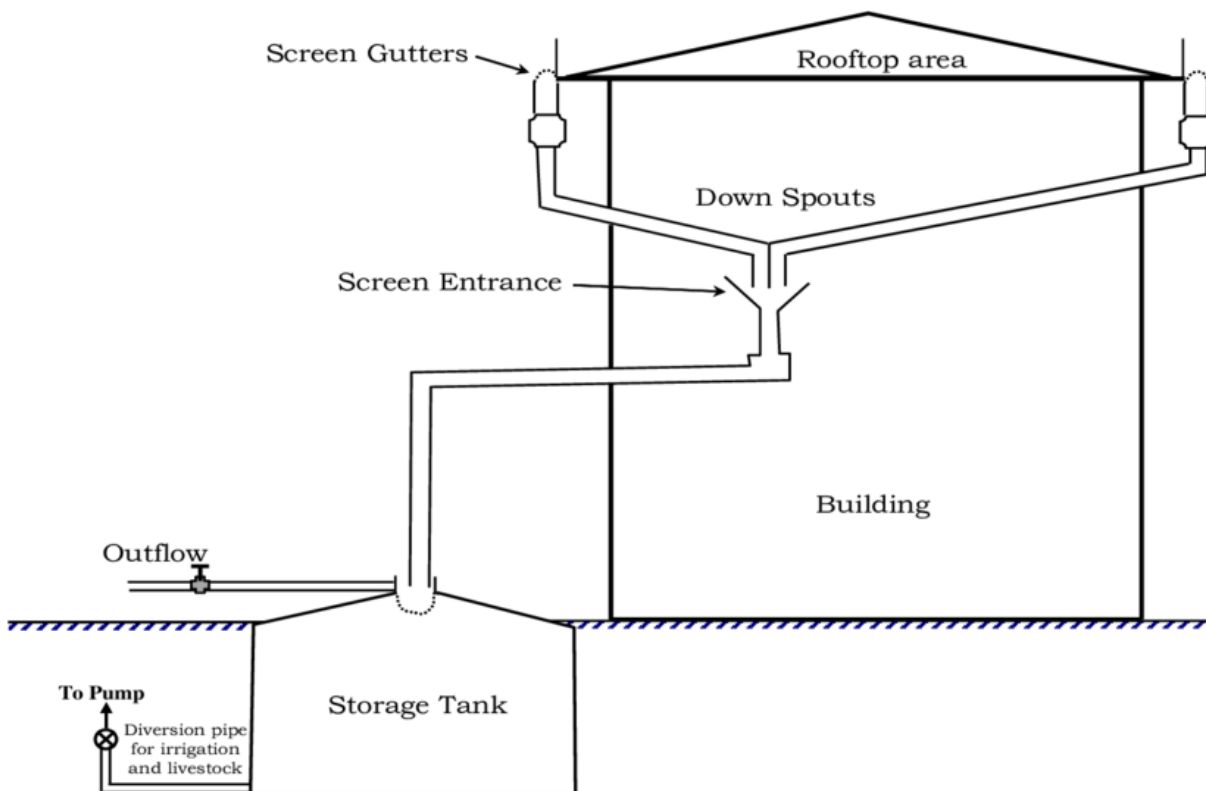 Screen Gutters
Rooftop area
Down Spouts
Screen Entrance
Building
Outflow
To Pump
Storage Tank
Diversion pipe
for irrigation
and livestock